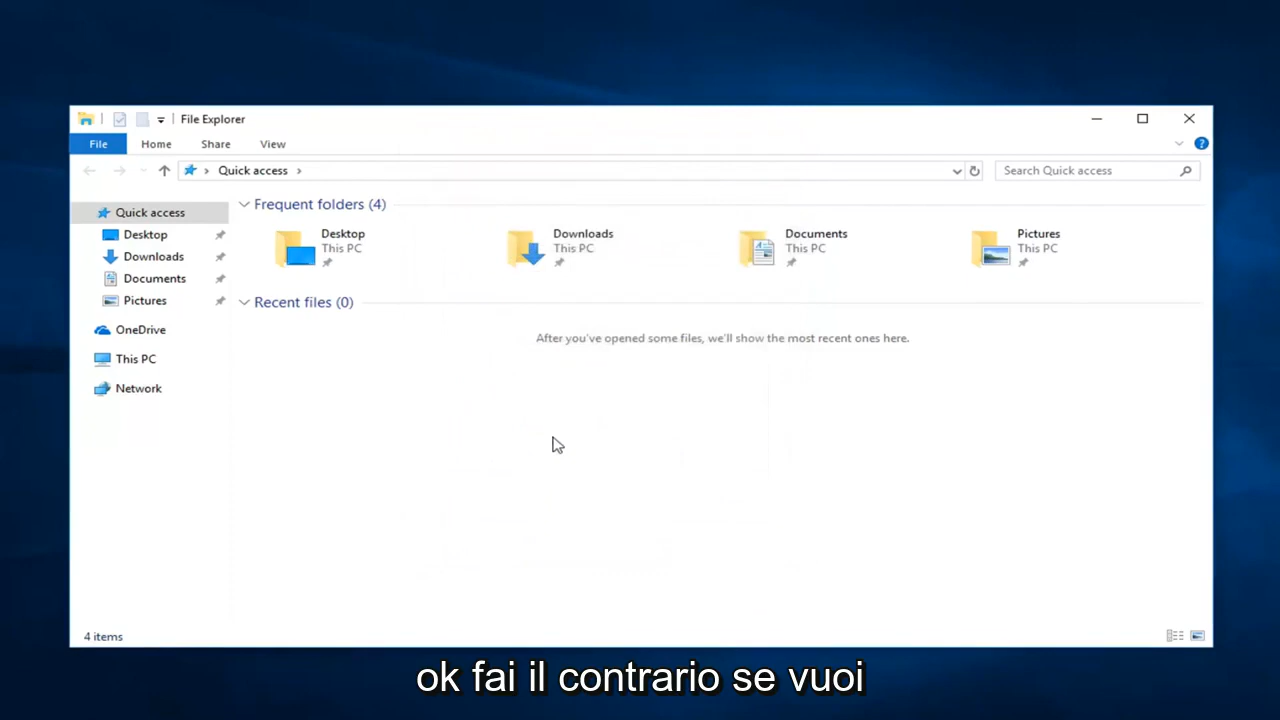 File Explorer
File Home Share View
Quick access
Search Quick access
Quick access
Desktop
Downloads
Documents
Pictures
OneDrive
This PC
Network
Frequent folders (4)
Desktop
This PC
Downloads
This PC
Documents
This PC
Pictures
This PC
Recent files (0)
After you've opened some files, we'll show the most recent ones here.
4 items
ok fai il contrario se vuoi